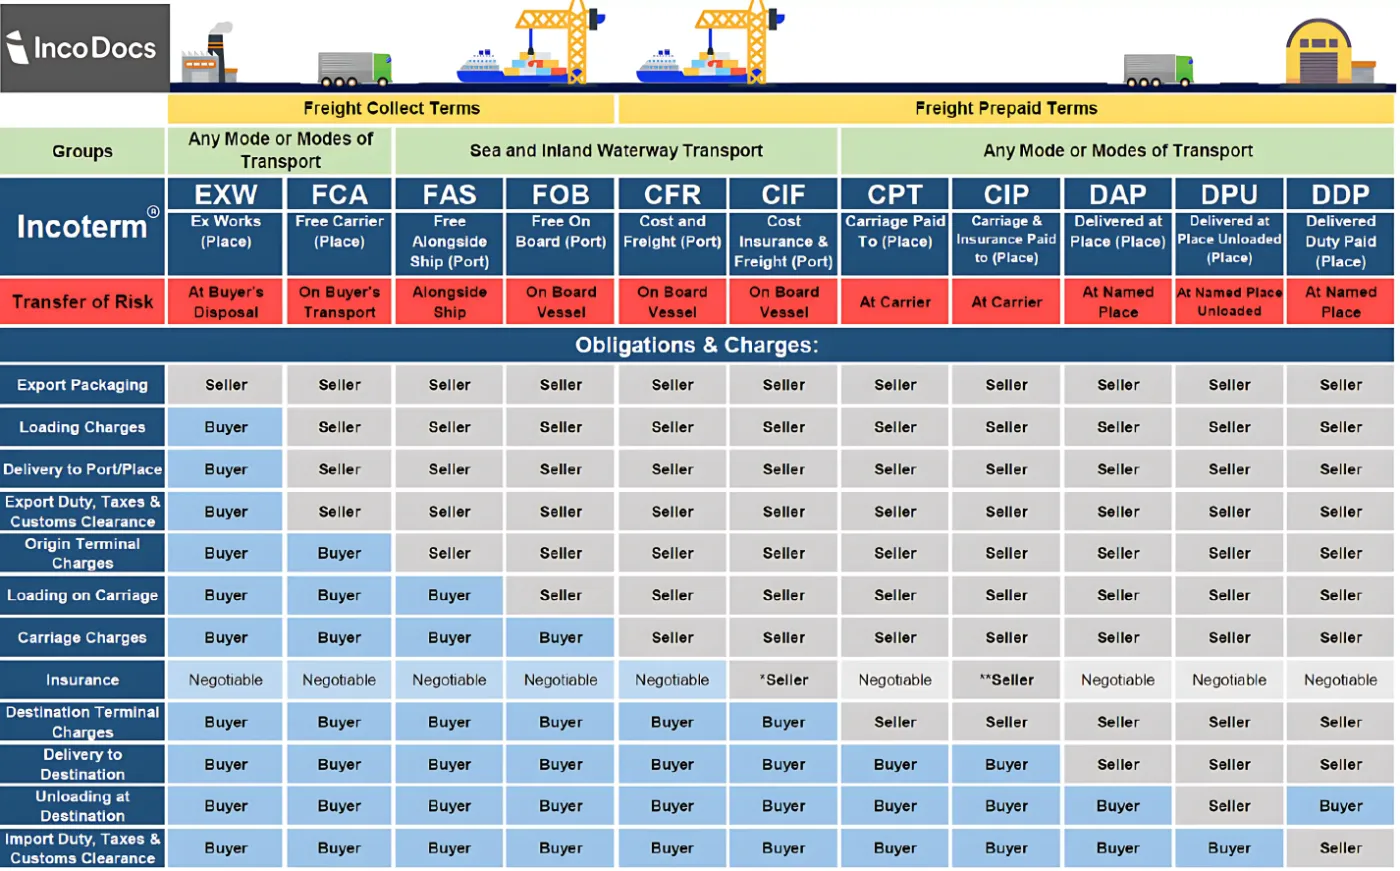 IncoDocs
Freight Collect Terms Freight Prepaid Terms
Groups Any Mode or Modes of Transport Sea and Inland Waterway Transport Any Mode or Modes of Transport
Incoterm® EXW FCA FAS FOB CFR CIF CPT CIP DAP DPU DDP
Ex Works (Place) Free Carrier (Place) Free Alongside Ship (Port) Free On Board (Port) Cost and Freight (Port) Cost Insurance & Freight (Port) Carriage Paid To (Place) Carriage & Insurance Paid to (Place) Delivered at Place (Place) Delivered at Place Unloaded (Place) Delivered Duty Paid (Place)
Transfer of Risk At Buyer's Disposal On Buyer's Transport Alongside Ship On Board Vessel On Board Vessel On Board Vessel At Carrier At Carrier At Named Place At Named Place Unloaded At Named Place
Obligations & Charges:
Export Packaging Seller Seller Seller Seller Seller Seller Seller Seller Seller Seller Seller
Loading Charges Buyer Seller Seller Seller Seller Seller Seller Seller Seller Seller Seller
Delivery to Port/Place Buyer Seller Seller Seller Seller Seller Seller Seller Seller Seller Seller
Export Duty, Taxes & Customs Clearance Buyer Seller Seller Seller Seller Seller Seller Seller Seller Seller Seller
Origin Terminal Charges Buyer Buyer Seller Seller Seller Seller Seller Seller Seller Seller Seller
Loading on Carriage Buyer Buyer Buyer Seller Seller Seller Seller Seller Seller Seller Seller
Carriage Charges Buyer Buyer Buyer Buyer Seller Seller Seller Seller Seller Seller Seller
Insurance Negotiable Negotiable Negotiable Negotiable Negotiable *Seller Negotiable **Seller Negotiable Negotiable Negotiable
Destination Terminal Charges Buyer Buyer Buyer Buyer Buyer Buyer Seller Seller Seller Seller Seller
Delivery to Destination Buyer Buyer Buyer Buyer Buyer Buyer Buyer Buyer Seller Seller Seller
Unloading at Destination Buyer Buyer Buyer Buyer Buyer Buyer Buyer Buyer Buyer Seller Buyer
Import Duty, Taxes & Customs Clearance Buyer Buyer Buyer Buyer Buyer Buyer Buyer Buyer Buyer Buyer Seller